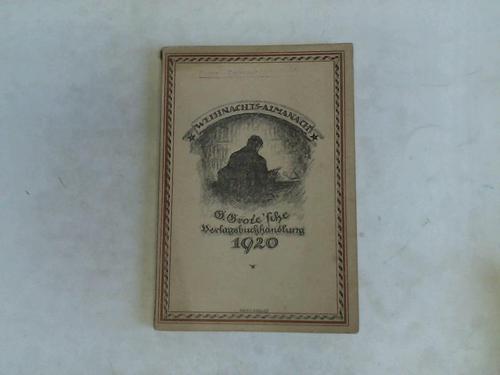 WEIHNACHTS-ALMANACH
G. Grote'sche
Verlagsbuchhandlung
1920